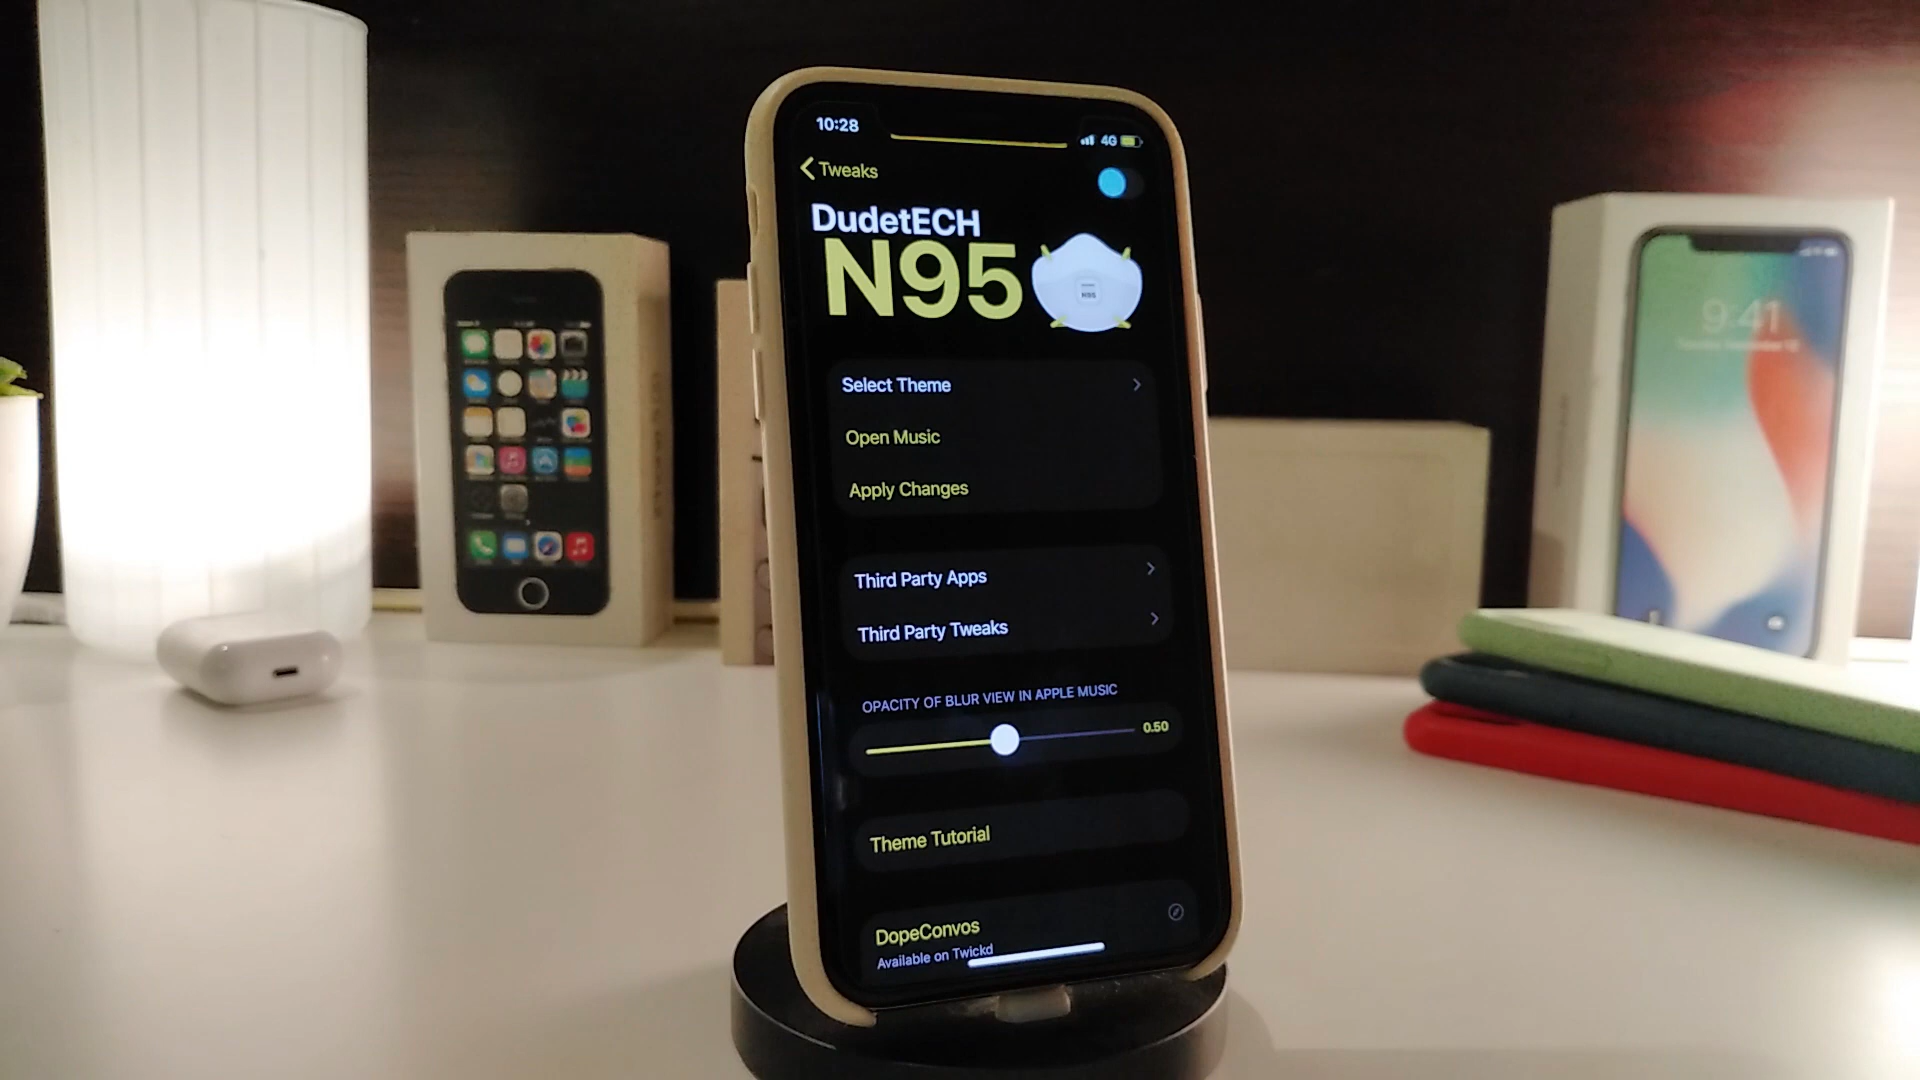 10:28
4G
Tweaks
DudetECH
N95
N95
Select Theme
Open Music
Apply Changes
Third Party Apps
Third Party Tweaks
OPACITY OF BLUR VIEW IN APPLE MUSIC
0.50
Theme Tutorial
DopeConvos
Available on Twickd
9:41